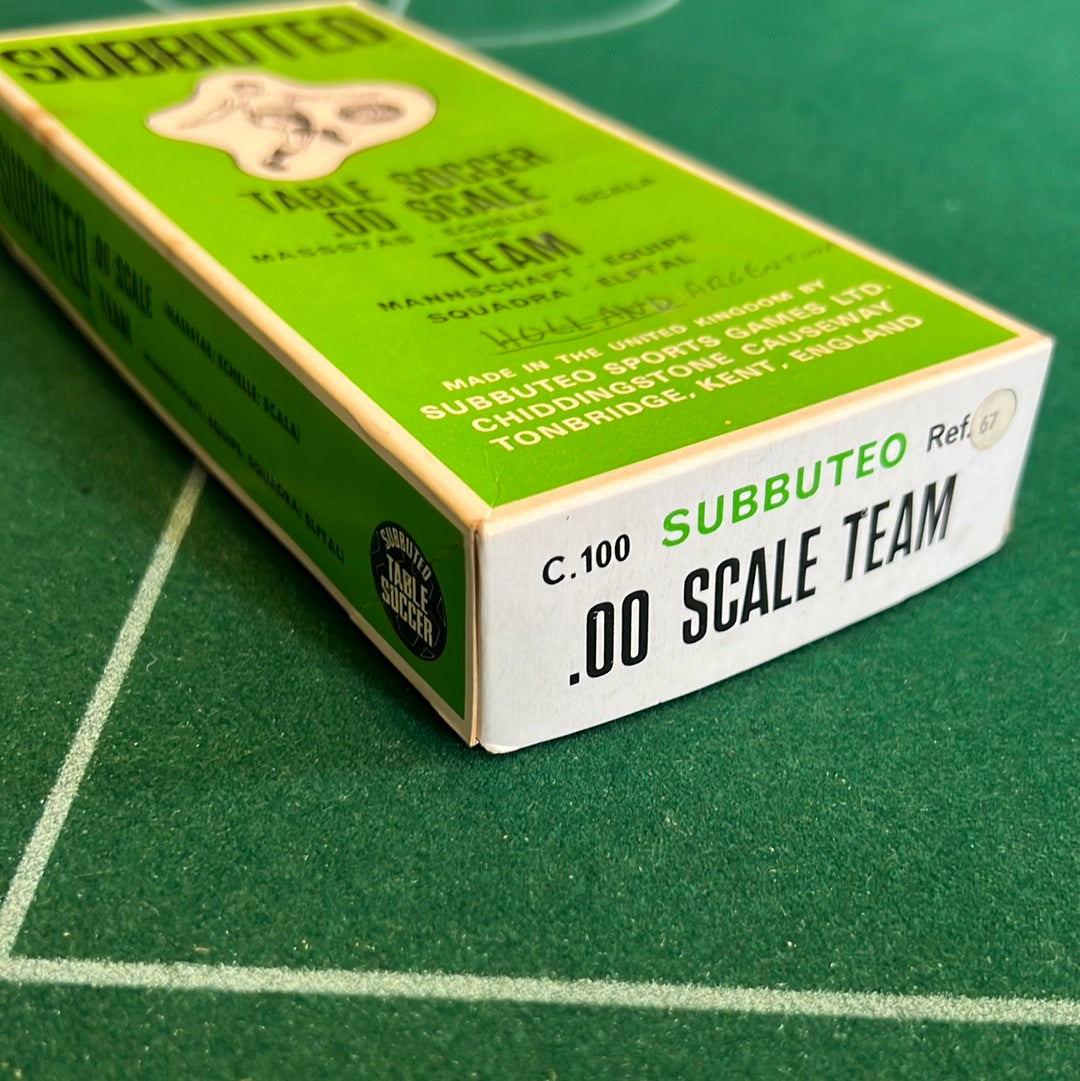 SUBBUTEO
TABLE SOCCER
.00 SCALE
MASSSTAB - ECHELLE - SCALA
TEAM
MANNSCHAFT - EQUIPE
SQUADRA - ELFTAL
HOLLAND ARGENTINA
MADE IN THE UNITED KINGDOM BY
SUBBUTEO SPORTS GAMES LTD.
CHIDDINGSTONE CAUSEWAY
TONBRIDGE, KENT, ENGLAND
SUBBUTEO
.00 SCALE
TEAM
(MASSSTAB; ECHELLE; SCALA)
(MANNSCHAFT; EQUIPE; SQUADRA; ELFTAL)
SUBBUTEO
TABLE
SOCCER
C.100 SUBBUTEO Ref. 67
.00 SCALE TEAM